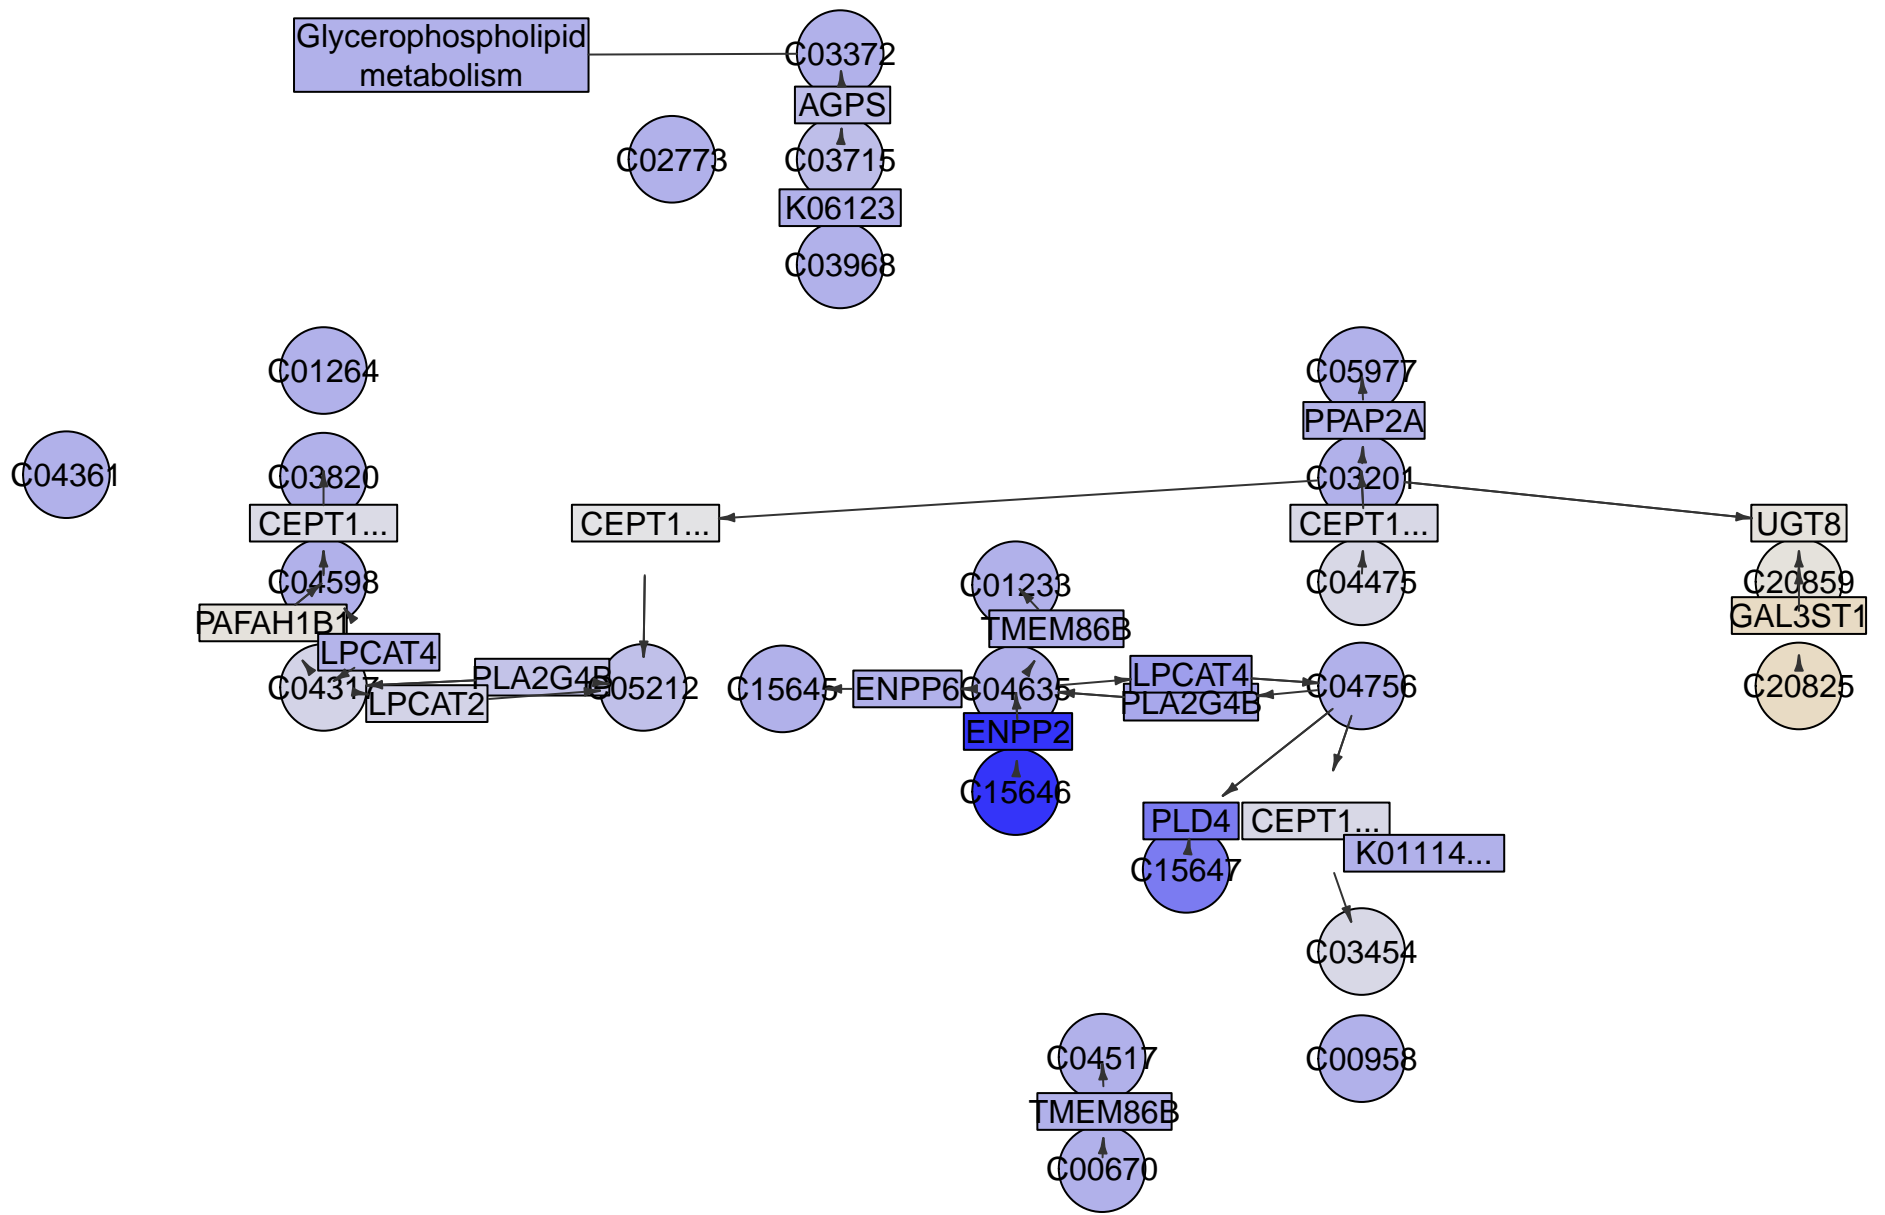 Glycerophospholipid
metabolism
C03372
AGPS
C02773
C03715
K06123
C03968
C01264
C05977
PPAP2A
C04361
C03820
C03201
CEPT1...
CEPT1...
CEPT1...
UGT8
C04598
C01233
C04475
C20859
PAFAH1B1
TMEM86B
GAL3ST1
LPCAT4
C04317
PLA2G4B
C05212
LPCAT2
C15645
ENPP6
C04635
LPCAT4
PLA2G4B
C04756
C20825
ENPP2
C15646
PLD4
CEPT1...
K01114...
C15647
C03454
C04517
C00958
TMEM86B
C00670